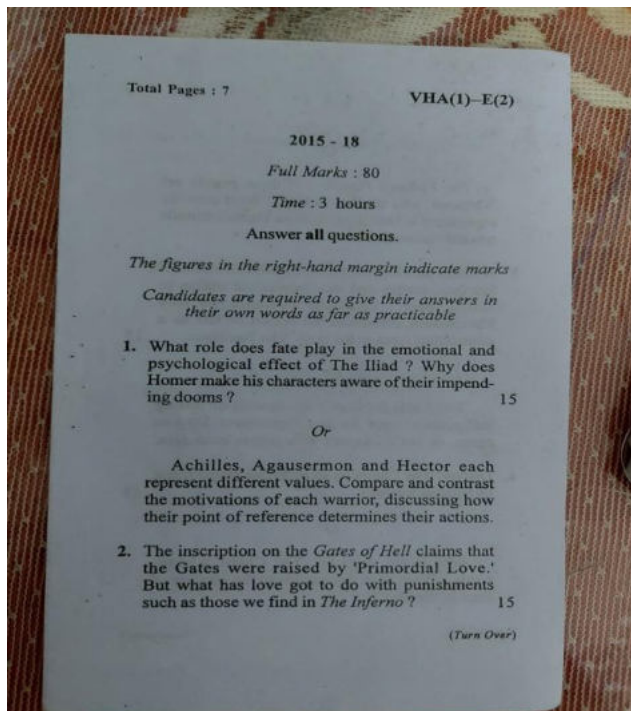 Total Pages : 7
VHA(1)–E(2)
2015 - 18
Full Marks : 80
Time : 3 hours
Answer all questions.
The figures in the right-hand margin indicate marks
Candidates are required to give their answers in
their own words as far as practicable
1. What role does fate play in the emotional and
psychological effect of The Iliad ? Why does
Homer make his characters aware of their impend-
ing dooms ? 15
Or
Achilles, Agausermon and Hector each
represent different values. Compare and contrast
the motivations of each warrior, discussing how
their point of reference determines their actions.
2. The inscription on the Gates of Hell claims that
the Gates were raised by 'Primordial Love.'
But what has love got to do with punishments
such as those we find in The Inferno ? 15
(Turn Over)